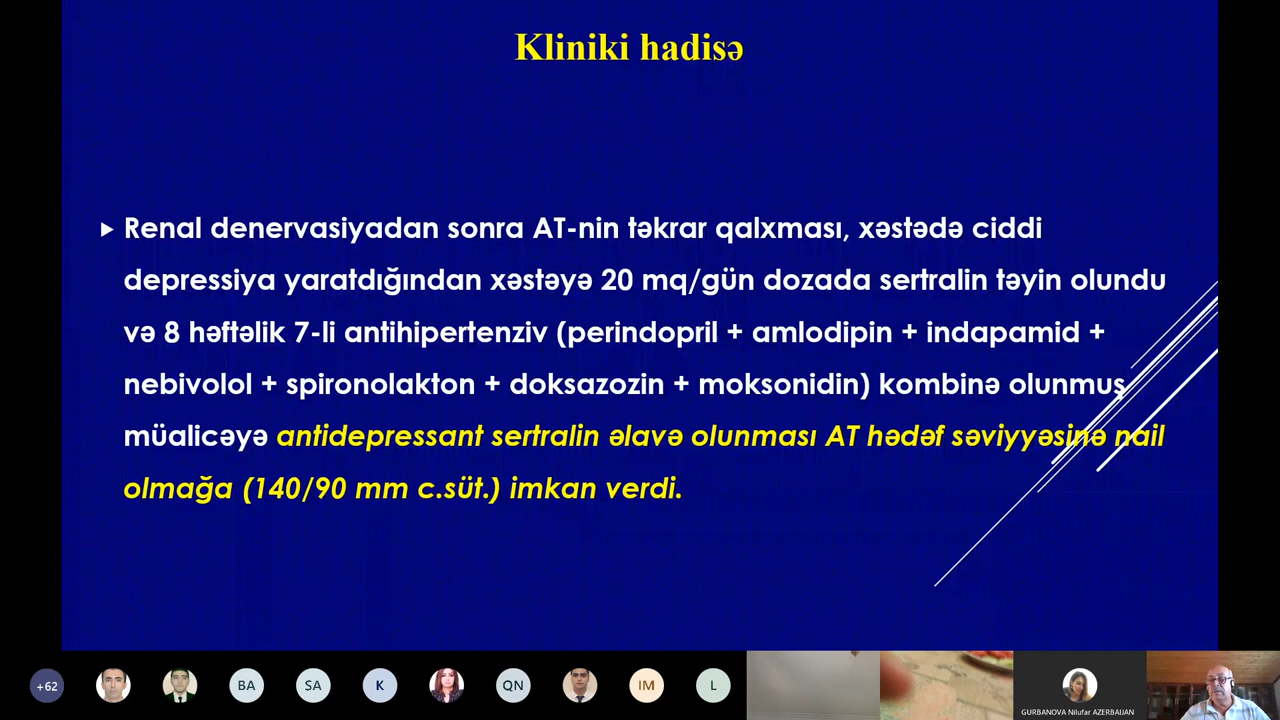 Kliniki hadisə
Renal denervasiyadan sonra AT-nin təkrar qalxması, xəstədə ciddi
depressiya yaratdığından xəstəyə 20 mq/gün dozada sertralin təyin olundu
və 8 həftəlik 7-li antihipertenziv (perindopril + amlodipin + indapamid +
nebivolol + spironolakton + doksazozin + moksonidin) kombinə olunmuş
müalicəyə antidepressant sertralin əlavə olunması AT hədəf səviyyəsinə nail
olmağa (140/90 mm c.süt.) imkan verdi.
+62 BA SA K QN IM L
GURBANOVA Nilufar AZERBAIJAN